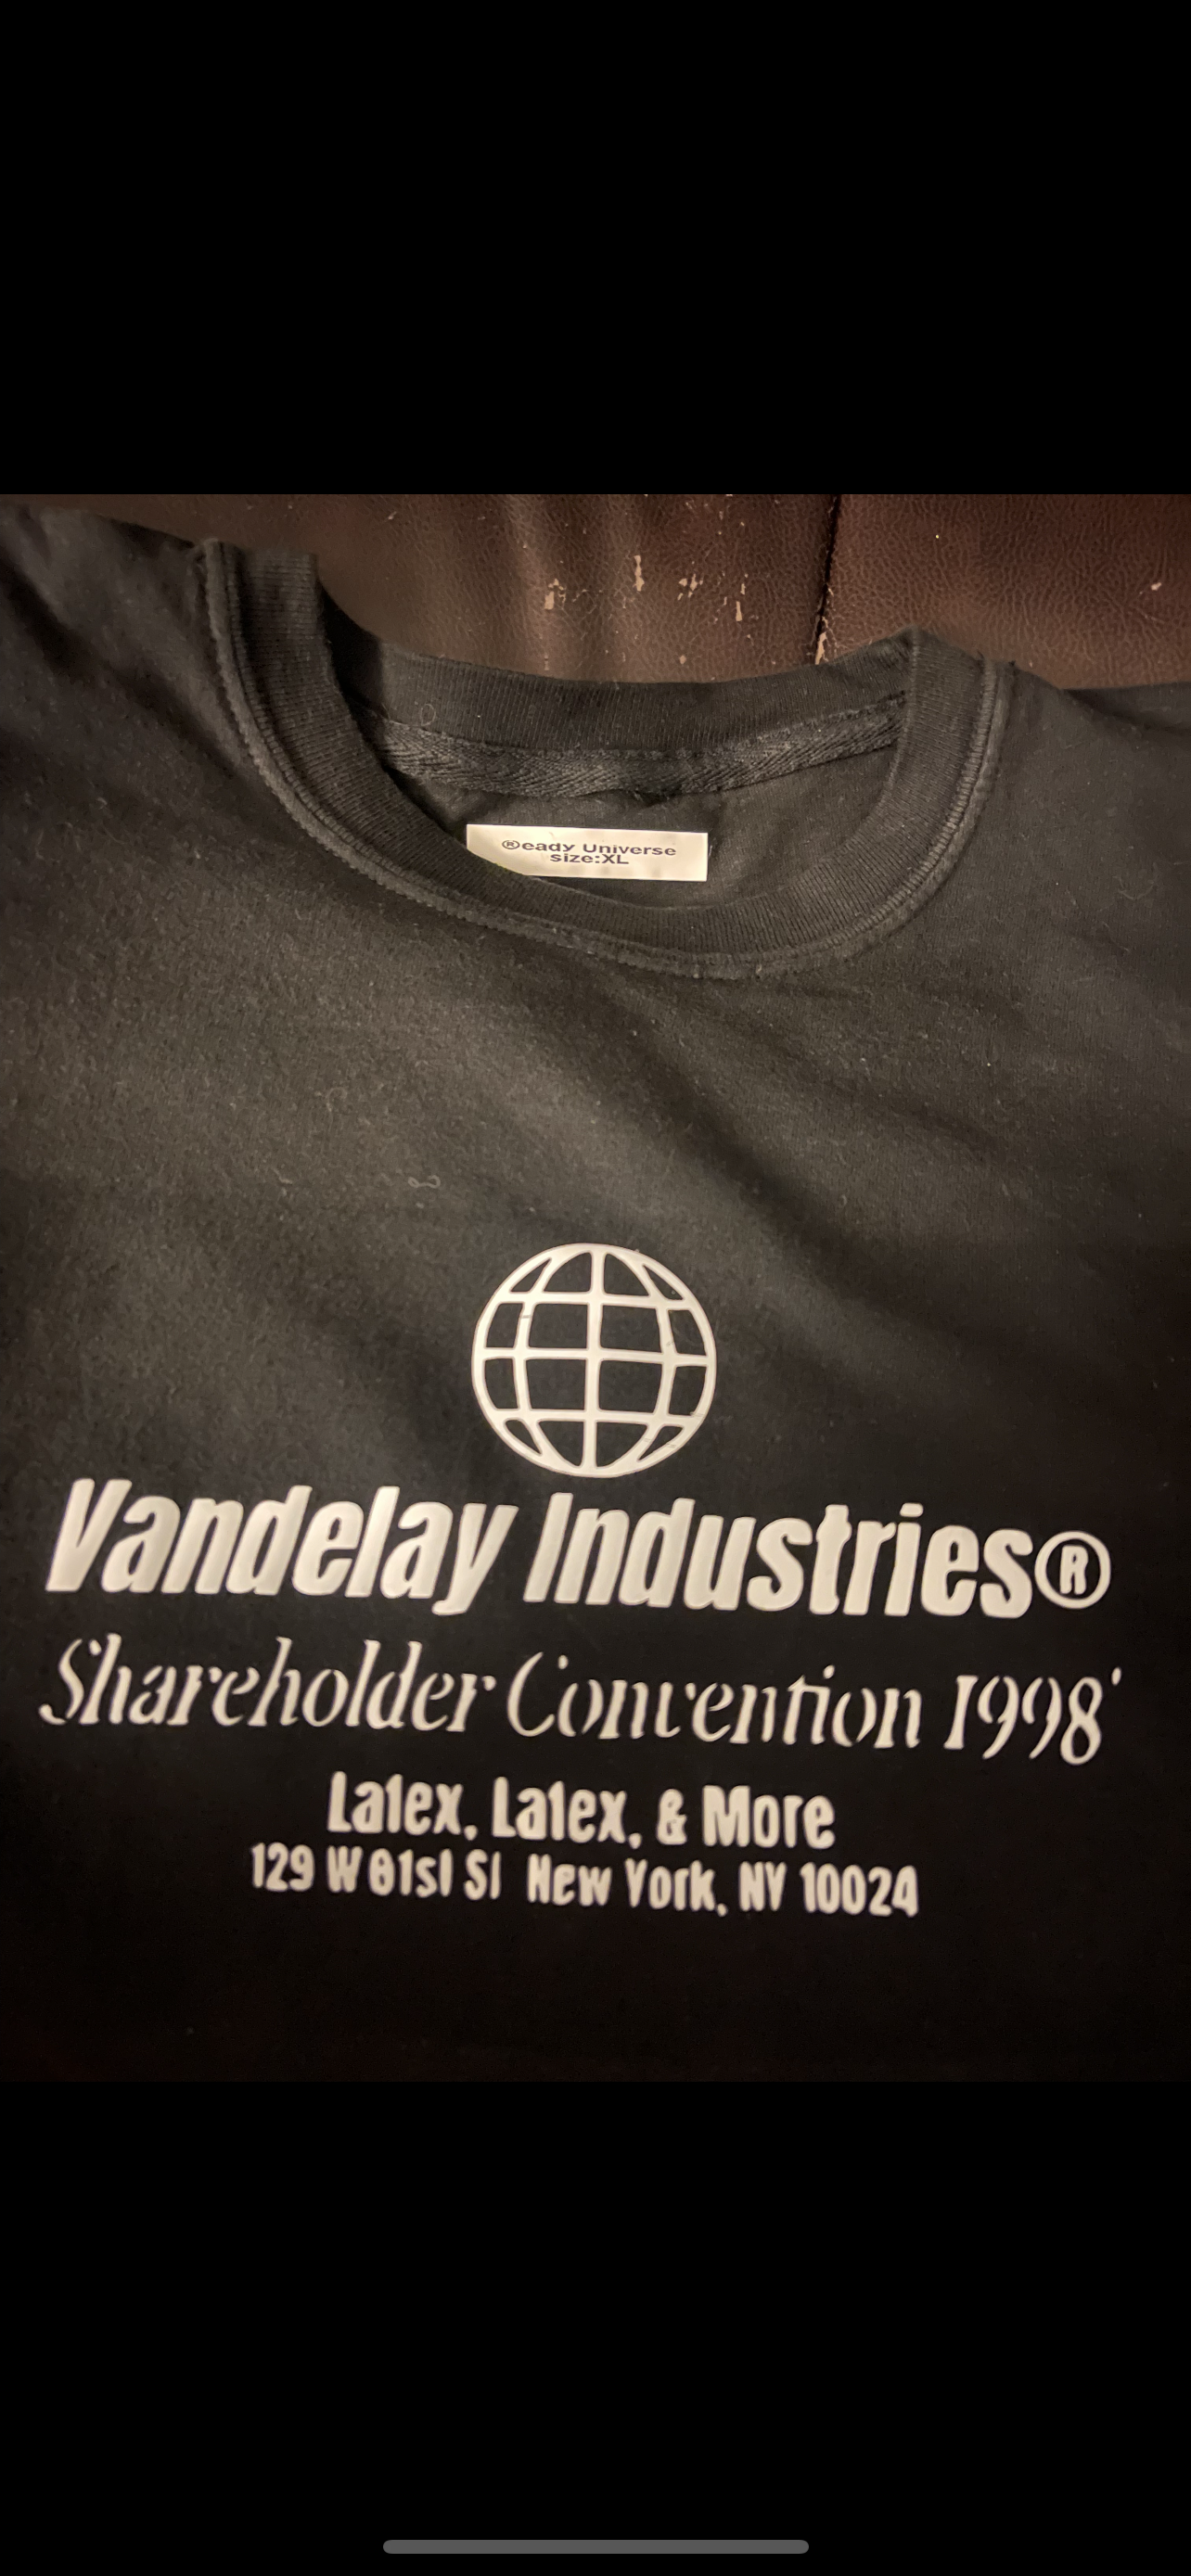 ®eady Universe
size:XL
Vandelay Industries®
Shareholder Convention 1998'
Latex, Latex, & More
129 W 81st St New York, NY 10024